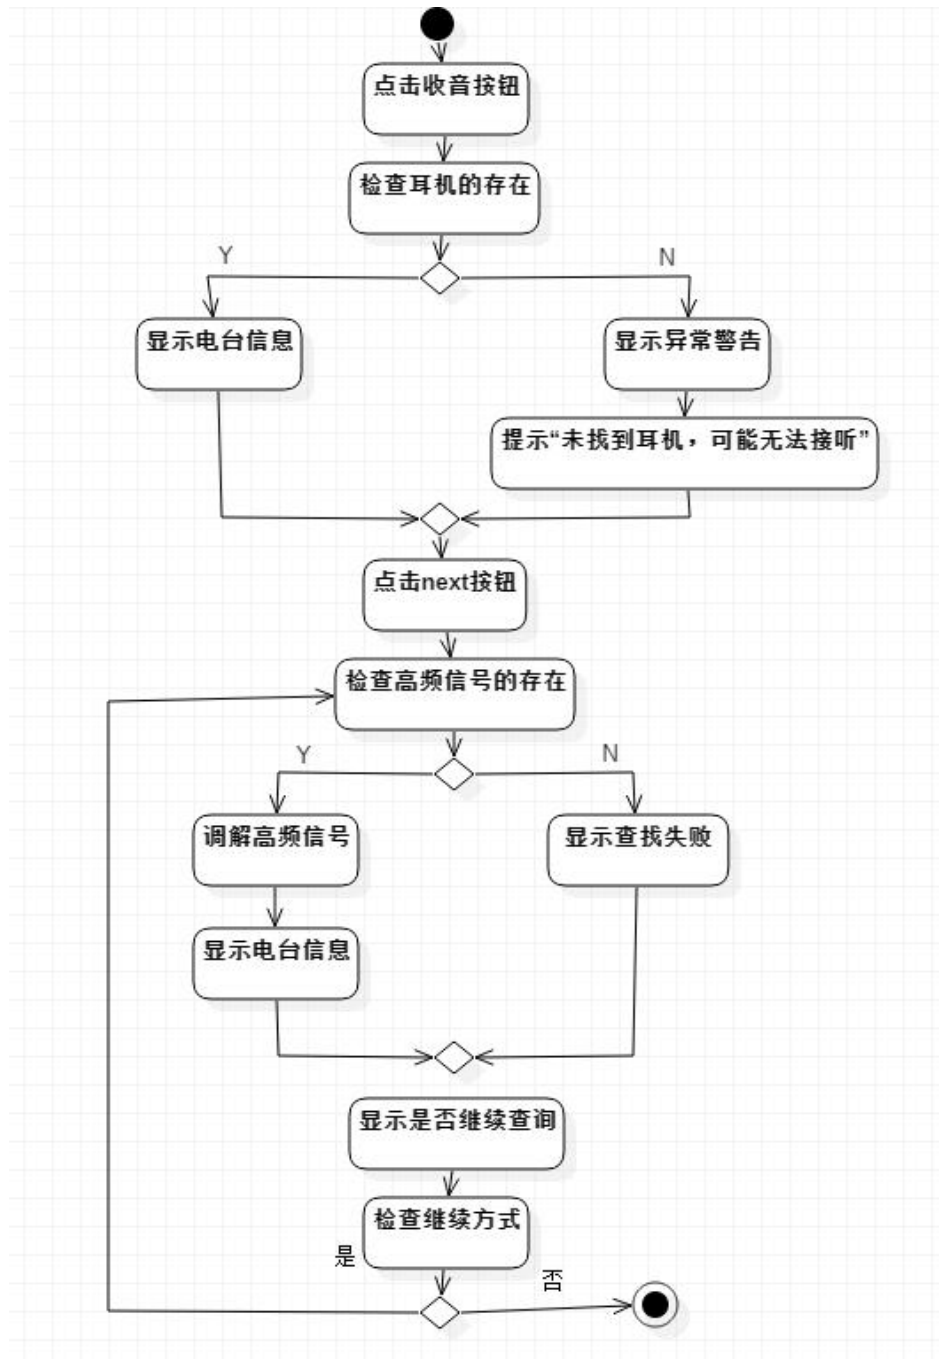 点击收音按钮
检查耳机的存在
Y
N
显示电台信息
显示异常警告
提示“未找到耳机，可能无法接听”
点击next按钮
检查高频信号的存在
Y
N
调解高频信号
显示查找失败
显示电台信息
显示是否继续查询
检查继续方式
是
否